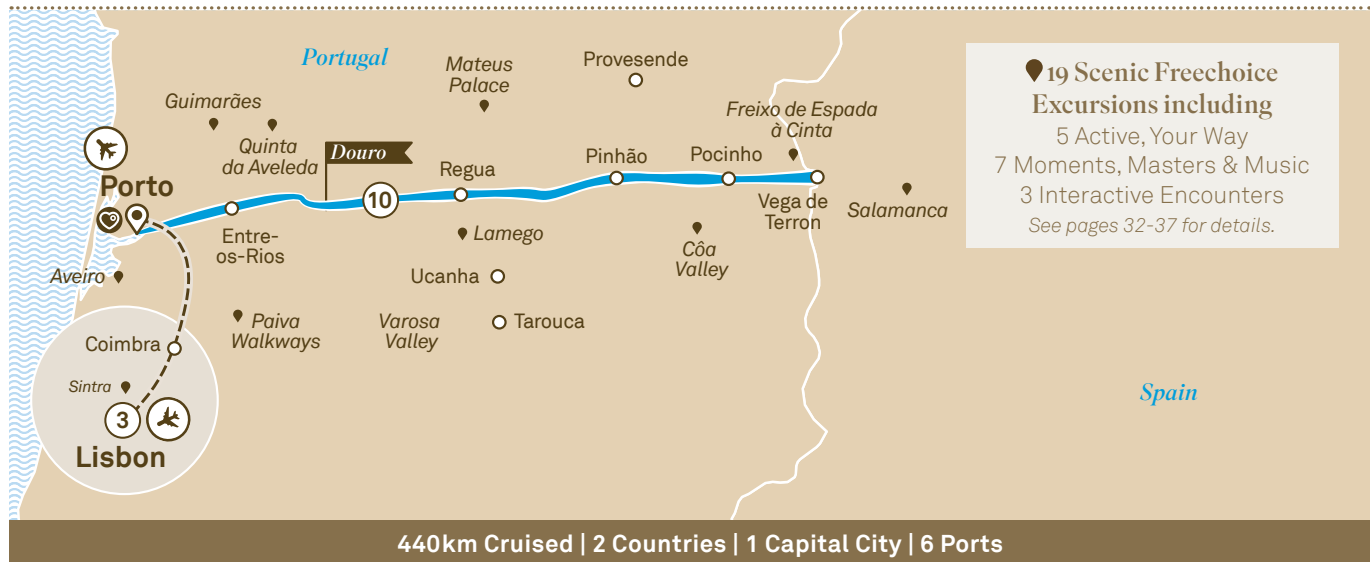 Portugal
Mateus
Palace
Provesende
Guimarães
Quinta
da Aveleda
Freixo de Espada
à Cinta
Douro
Porto
Regua
Pinhão
Pocinho
10
Vega de
Terron
Salamanca
Entre-
os-Rios
Lamego
Côa
Valley
Aveiro
Ucanha
Paiva
Walkways
Varosa
Valley
Tarouca
Coimbra
Sintra
3
Lisbon
Spain
19 Scenic Freechoice
Excursions including
5 Active, Your Way
7 Moments, Masters & Music
3 Interactive Encounters
See pages 32-37 for details.
440km Cruised | 2 Countries | 1 Capital City | 6 Ports